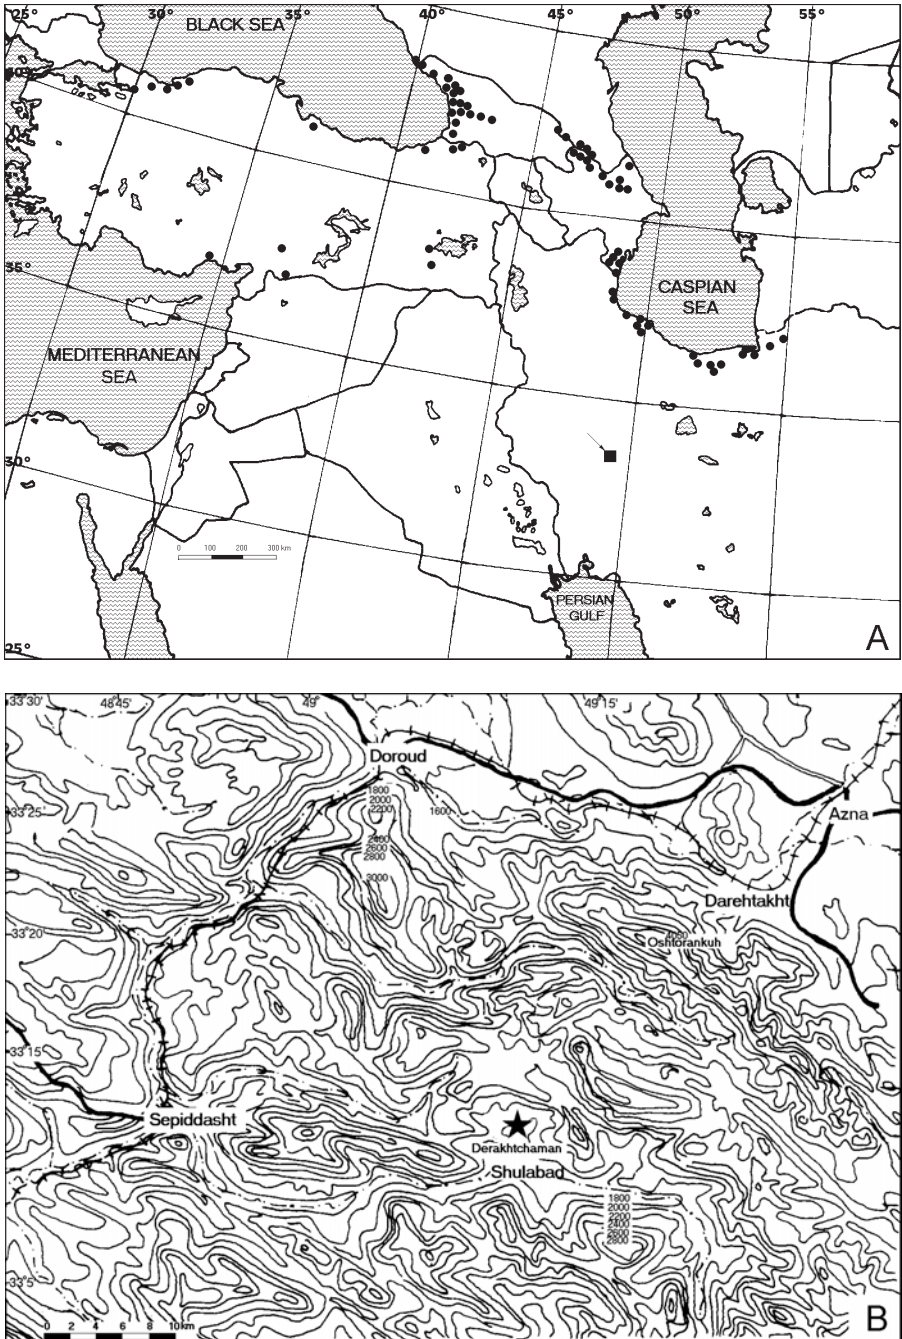 25° 30° 35° 40° 45° 50° 55°
BLACK SEA
40°
35°
CASPIAN
SEA
MEDITERRANEAN
SEA
30°
0 100 200 300 km
PERSIAN
GULF
25°
A
33°30' 48°45' 49° 49°15'
Doroud
1800
2000
2200
1600
33°25'
Azna
2400
2600
2800
3000
Darehtakht
33°20'
4050
Oshtorankuh
33°15'
Sepiddasht
Derakhtchaman
Shulabad
1800
2000
2200
2400
2600
2800
33°5'
0 2 4 6 8 10km
B